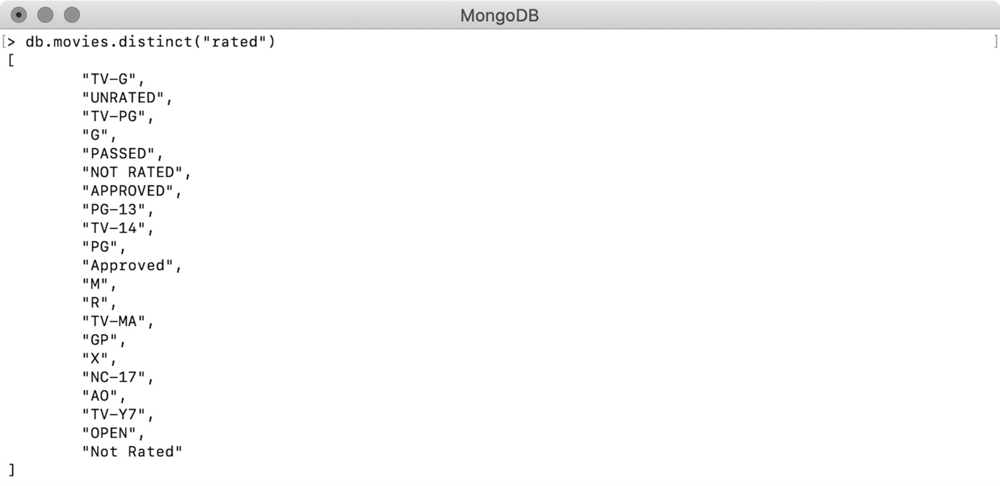 MongoDB
[> db.movies.distinct("rated") ]
[
"TV-G",
"UNRATED",
"TV-PG",
"G",
"PASSED",
"NOT RATED",
"APPROVED",
"PG-13",
"TV-14",
"PG",
"Approved",
"M",
"R",
"TV-MA",
"GP",
"X",
"NC-17",
"AO",
"TV-Y7",
"OPEN",
"Not Rated"
]